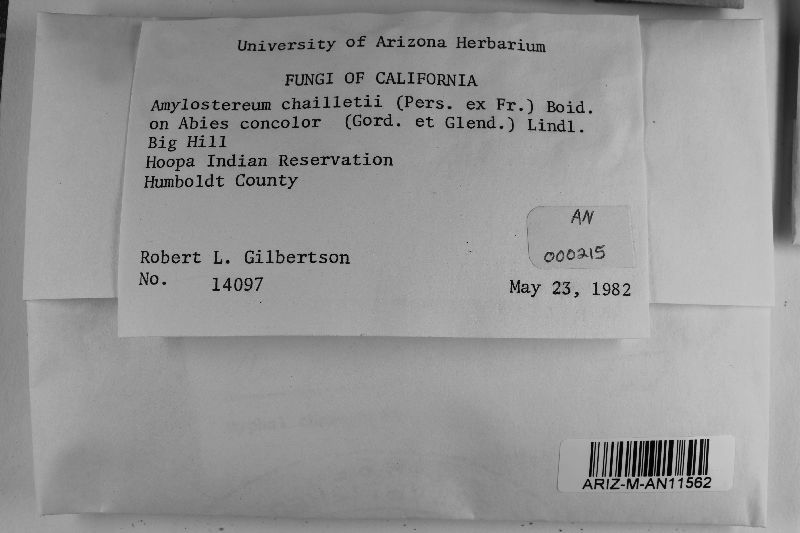 University of Arizona Herbarium
FUNGI OF CALIFORNIA
Amylostereum chailletii (Pers. ex Fr.) Boid.
on Abies concolor (Gord. et Glend.) Lindl.
Big Hill
Hoopa Indian Reservation
Humboldt County
AN
000215
Robert L. Gilbertson
No. 14097
May 23, 1982
ARIZ-M-AN11562